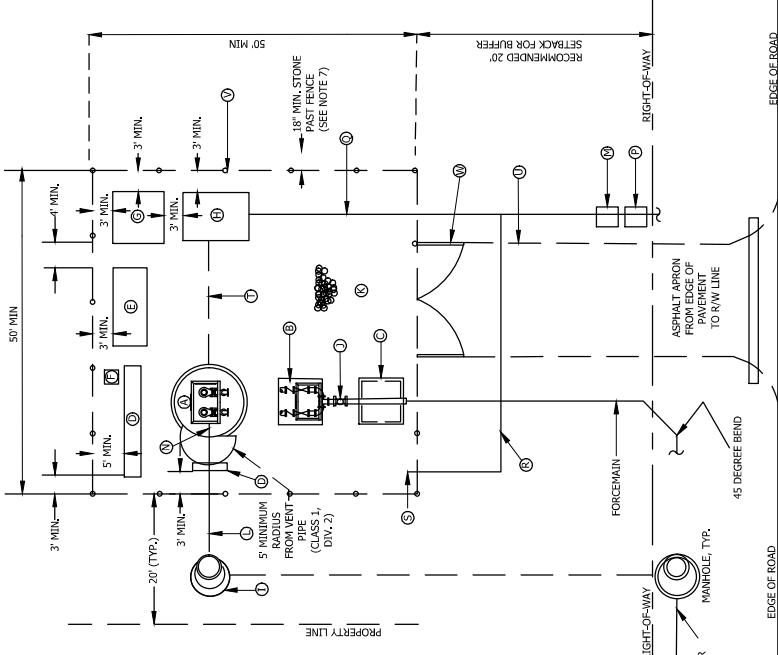 50' MIN
RECOMMENDED 20'
SETBACK FOR BUFFER
RIGHT-OF-WAY
EDGE OF ROAD
18" MIN. STONE
PAST FENCE
(SEE NOTE 7)
V
3' MIN.
3' MIN.
Q
M
P
W
U
4' MIN.
3' MIN.
G
3' MIN.
H
50' MIN
E
3' MIN.
T
K
ASPHALT APRON
FROM EDGE OF
PAVEMENT
TO R/W LINE
F
D
5' MIN.
A
B
J
C
N
3' MIN.
3' MIN.
D
S
R
FORCEMAIN
45 DEGREE BEND
20' (TYP.)
L
5' MINIMUM
RADIUS
FROM VENT
PIPE
(CLASS 1,
DIV. 2)
I
PROPERTY LINE
MANHOLE, TYP.
IGHT-OF-WAY
EDGE OF ROAD
R